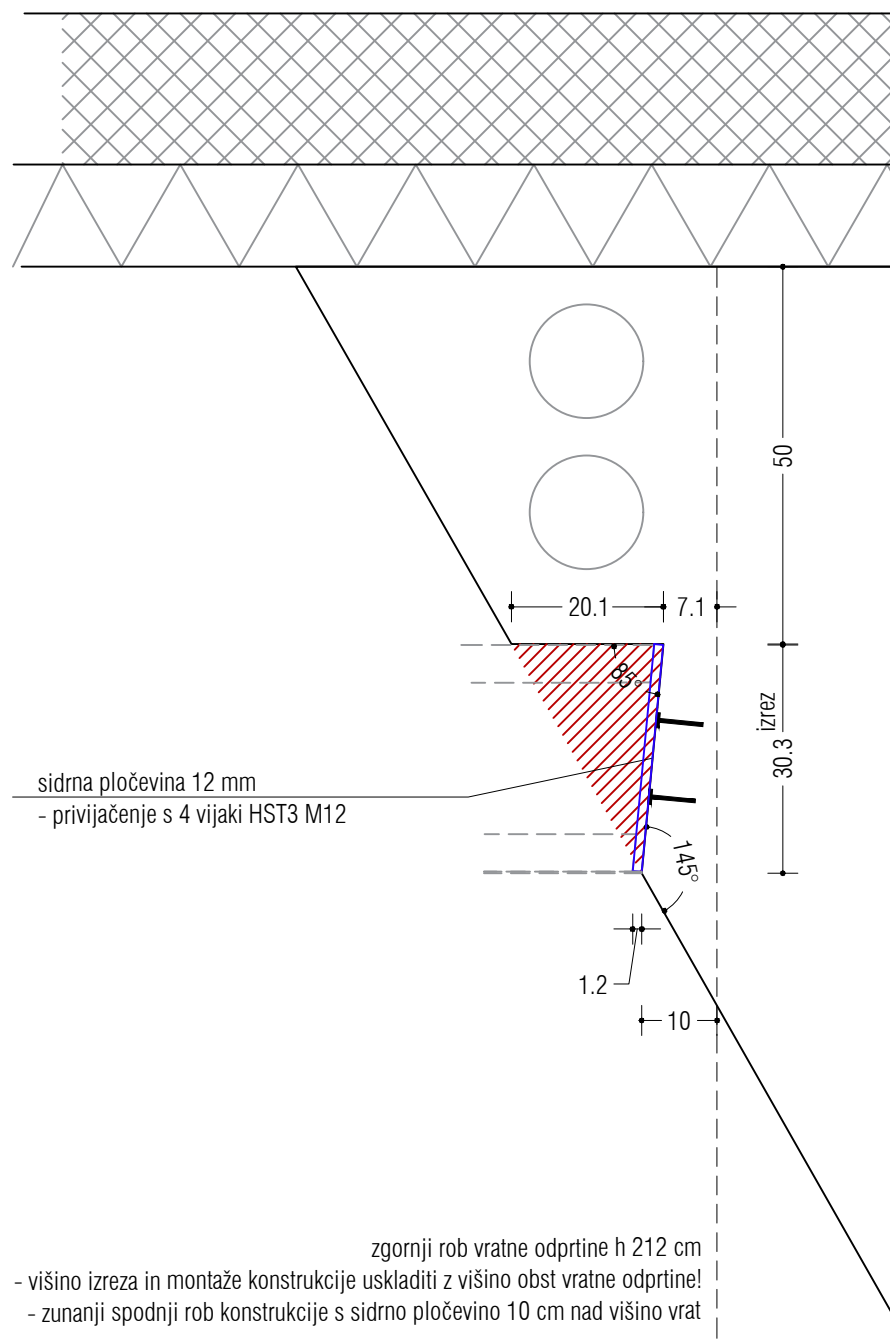 50
20.1
7.1
85°
izrez
30.3
sidrna pločevina 12 mm
- privijačenje s 4 vijaki HST3 M12
145°
1.2
10
zgornji rob vratne odprtine h 212 cm
- višino izreza in montaže konstrukcije uskladiti z višino obst vratne odprtine!
- zunanji spodnji rob konstrukcije s sidrno pločevino 10 cm nad višino vrat